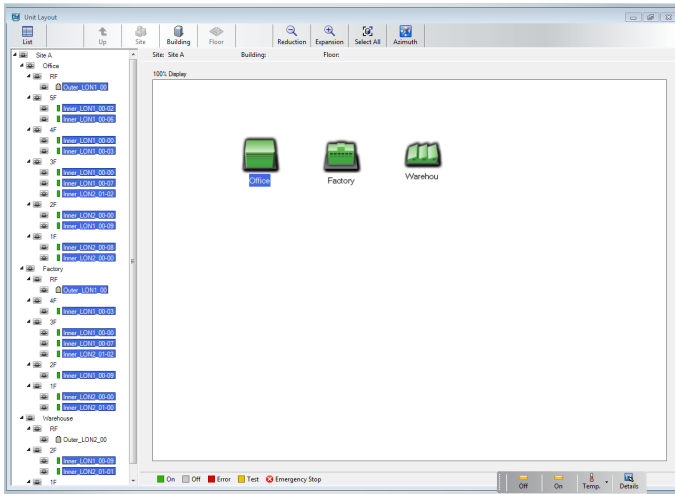 Unit Layout
List Up Site Building Floor Reduction Expansion Select All Azimuth
Site: Site A Building: Floor:
100% Display
Site A
Office
RF
Outer_LON1_00
5F
Inner_LON1_00-02
Inner_LON1_00-06
4F
Inner_LON1_00-00
Inner_LON1_00-03
3F
Inner_LON1_00-00
Inner_LON1_00-07
Inner_LON2_01-02
2F
Inner_LON2_00-00
Inner_LON1_00-09
1F
Inner_LON2_00-08
Inner_LON2_00-00
Factory
RF
Outer_LON1_00
4F
Inner_LON1_00-03
3F
Inner_LON1_00-00
Inner_LON1_00-07
Inner_LON2_01-02
2F
Inner_LON1_00-09
1F
Inner_LON2_00-00
Inner_LON2_01-00
Warehouse
RF
Outer_LON2_00
2F
Inner_LON1_00-09
Inner_LON2_01-01
1F
Office Factory Warehou
On Off Error Test Emergency Stop
Off On Temp. Details